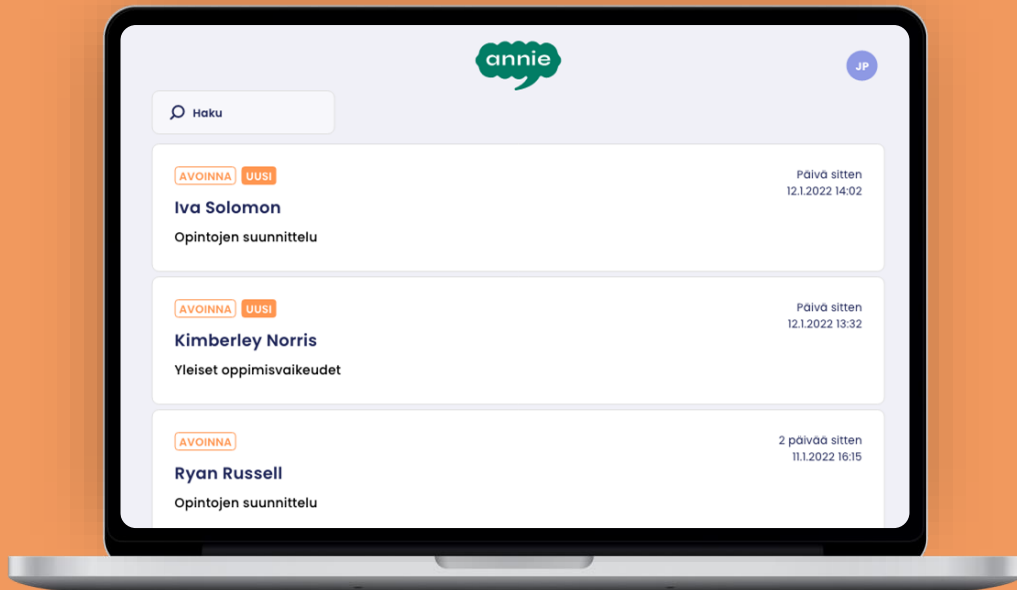 annie
JP
Haku
AVOINNA UUSI
Päivä sitten
12.1.2022 14:02
Iva Solomon
Opintojen suunnittelu
AVOINNA UUSI
Päivä sitten
12.1.2022 13:32
Kimberley Norris
Yleiset oppimisvaikeudet
AVOINNA
2 päivää sitten
11.1.2022 16:15
Ryan Russell
Opintojen suunnittelu